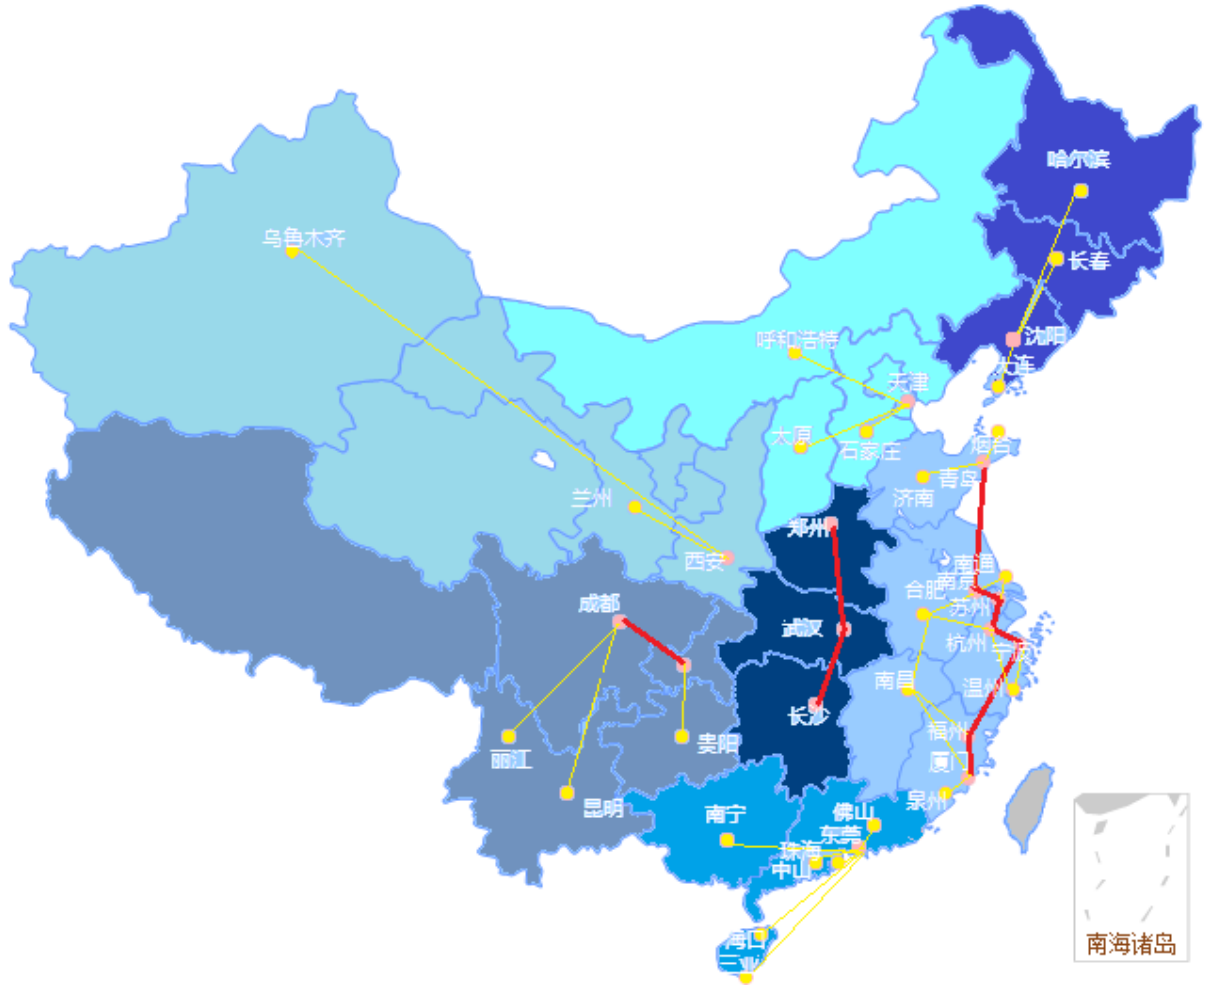 哈尔滨
乌鲁木齐
长春
沈阳
呼和浩特
大连
天津
太原
石家庄
烟台
青岛
兰州
济南
郑州
西安
南通
南京
合肥
成都
苏州
武汉
杭州
宁波
南昌
温州
长沙
福州
贵阳
丽江
厦门
泉州
昆明
南宁
佛山
东莞
珠海
中山
海口
三亚
南海诸岛